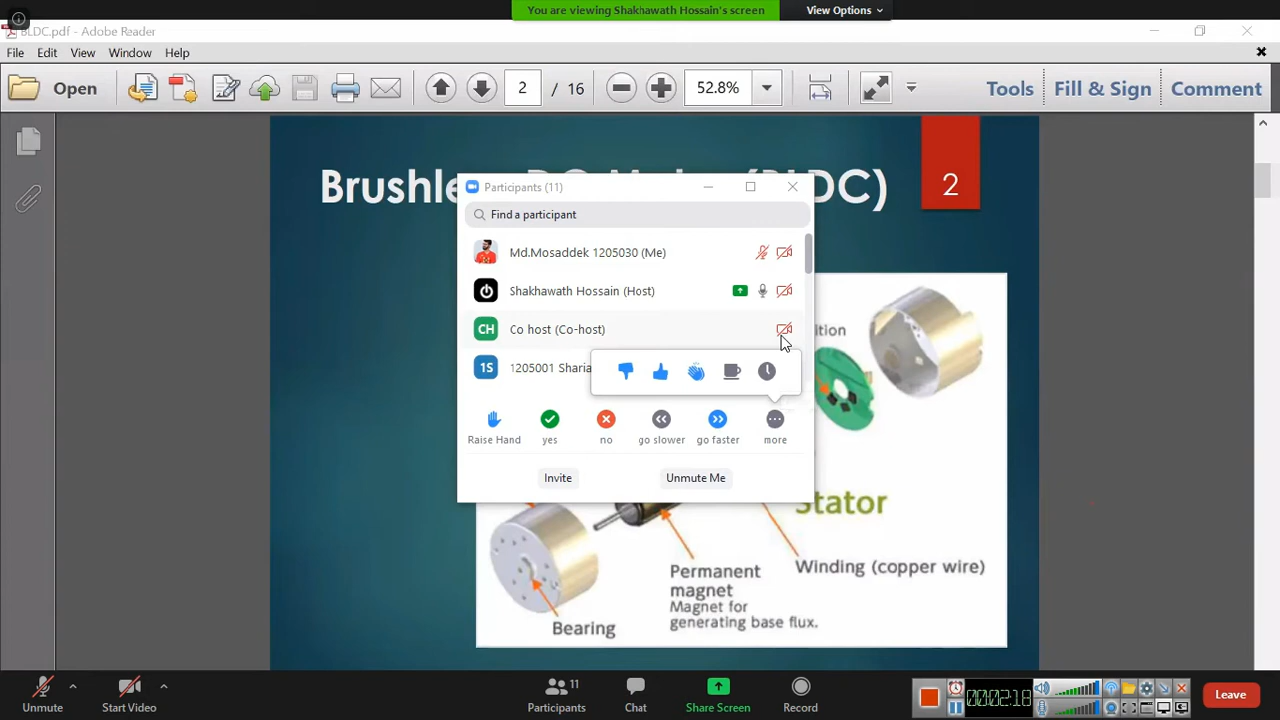 You are viewing Shakhawath Hossain's screen
View Options
BLDC.pdf - Adobe Reader
File Edit View Window Help
Open
2 / 16
52.8%
Tools
Fill & Sign
Comment
2
Participants (11)
Find a participant
Md.Mosaddek 1205030 (Me)
Shakhawath Hossain (Host)
CH Co host (Co-host)
1S 1205001 Sharia
Raise Hand yes no go slower go faster more
Invite Unmute Me
Stator
Winding (copper wire)
Permanent
magnet
Magnet for
generating base flux.
Bearing
Unmute
Start Video
11
Participants
Chat
Share Screen
Record
Leave